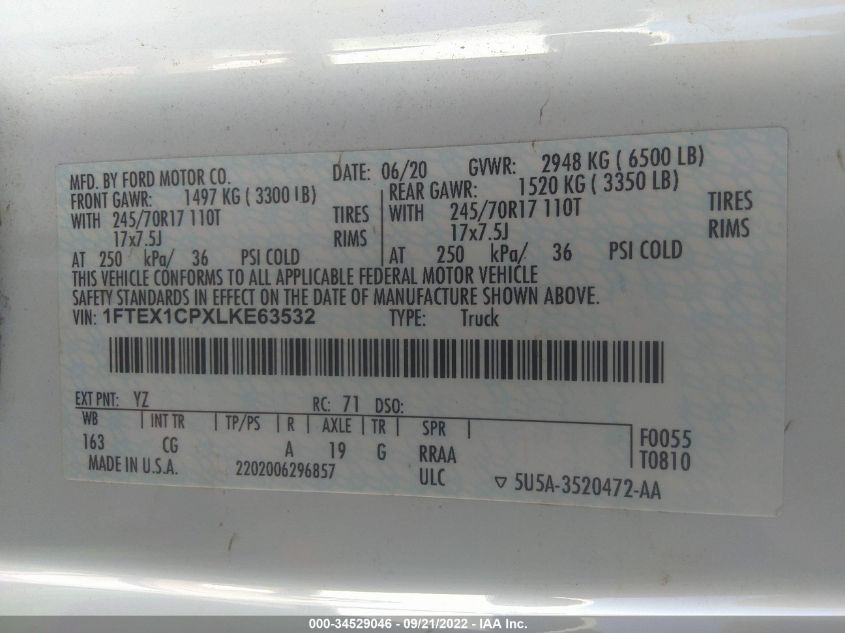 MFD. BY FORD MOTOR CO. DATE: 06/20 GVWR: 2948 KG ( 6500 LB)
FRONT GAWR: 1497 KG ( 3300 LB) REAR GAWR: 1520 KG ( 3350 LB)
WITH 245/70R17 110T TIRES WITH 245/70R17 110T TIRES
17x7.5J RIMS 17x7.5J RIMS
AT 250 kPa/ 36 PSI COLD AT 250 kPa/ 36 PSI COLD
THIS VEHICLE CONFORMS TO ALL APPLICABLE FEDERAL MOTOR VEHICLE
SAFETY STANDARDS IN EFFECT ON THE DATE OF MANUFACTURE SHOWN ABOVE.
VIN: 1FTEX1CPXLKE63532 TYPE: Truck
EXT PNT: YZ RC: 71 DSO:
WB INT TR TP/PS R AXLE TR SPR
163 CG A 19 G RRAA
F0055
T0810
MADE IN U.S.A. 2202006296857 ULC ▽ 5U5A-3520472-AA
000-34529046 - 09/21/2022 - IAA Inc.